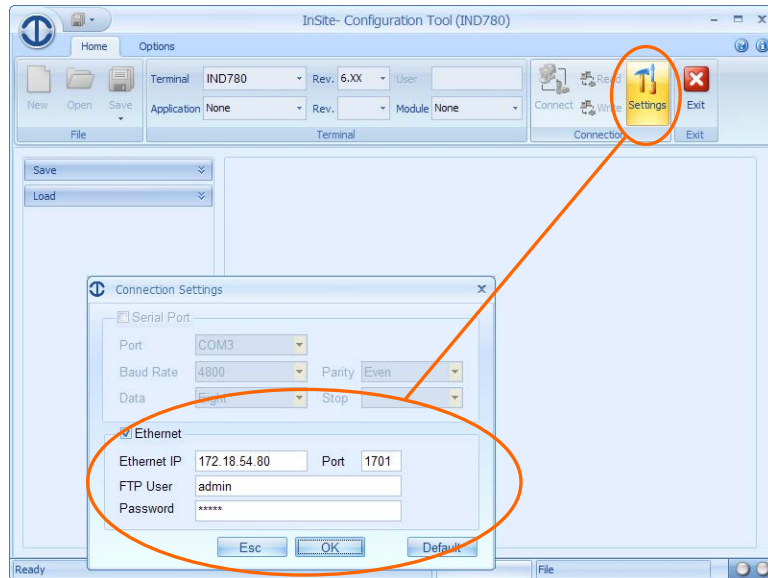 InSite- Configuration Tool (IND780)
Home Options
Terminal IND780 Rev. 6.XX User
New Open Save Application None Rev. Module None
Connect Read Write Settings Exit
File Terminal Connection Exit
Save
Load
Connection Settings
Serial Port
Port COM3
Baud Rate 4800 Parity Even
Data Eight Stop
Ethernet
Ethernet IP 172.18.54.80 Port 1701
FTP User admin
Password *****
Esc OK Default
Ready File